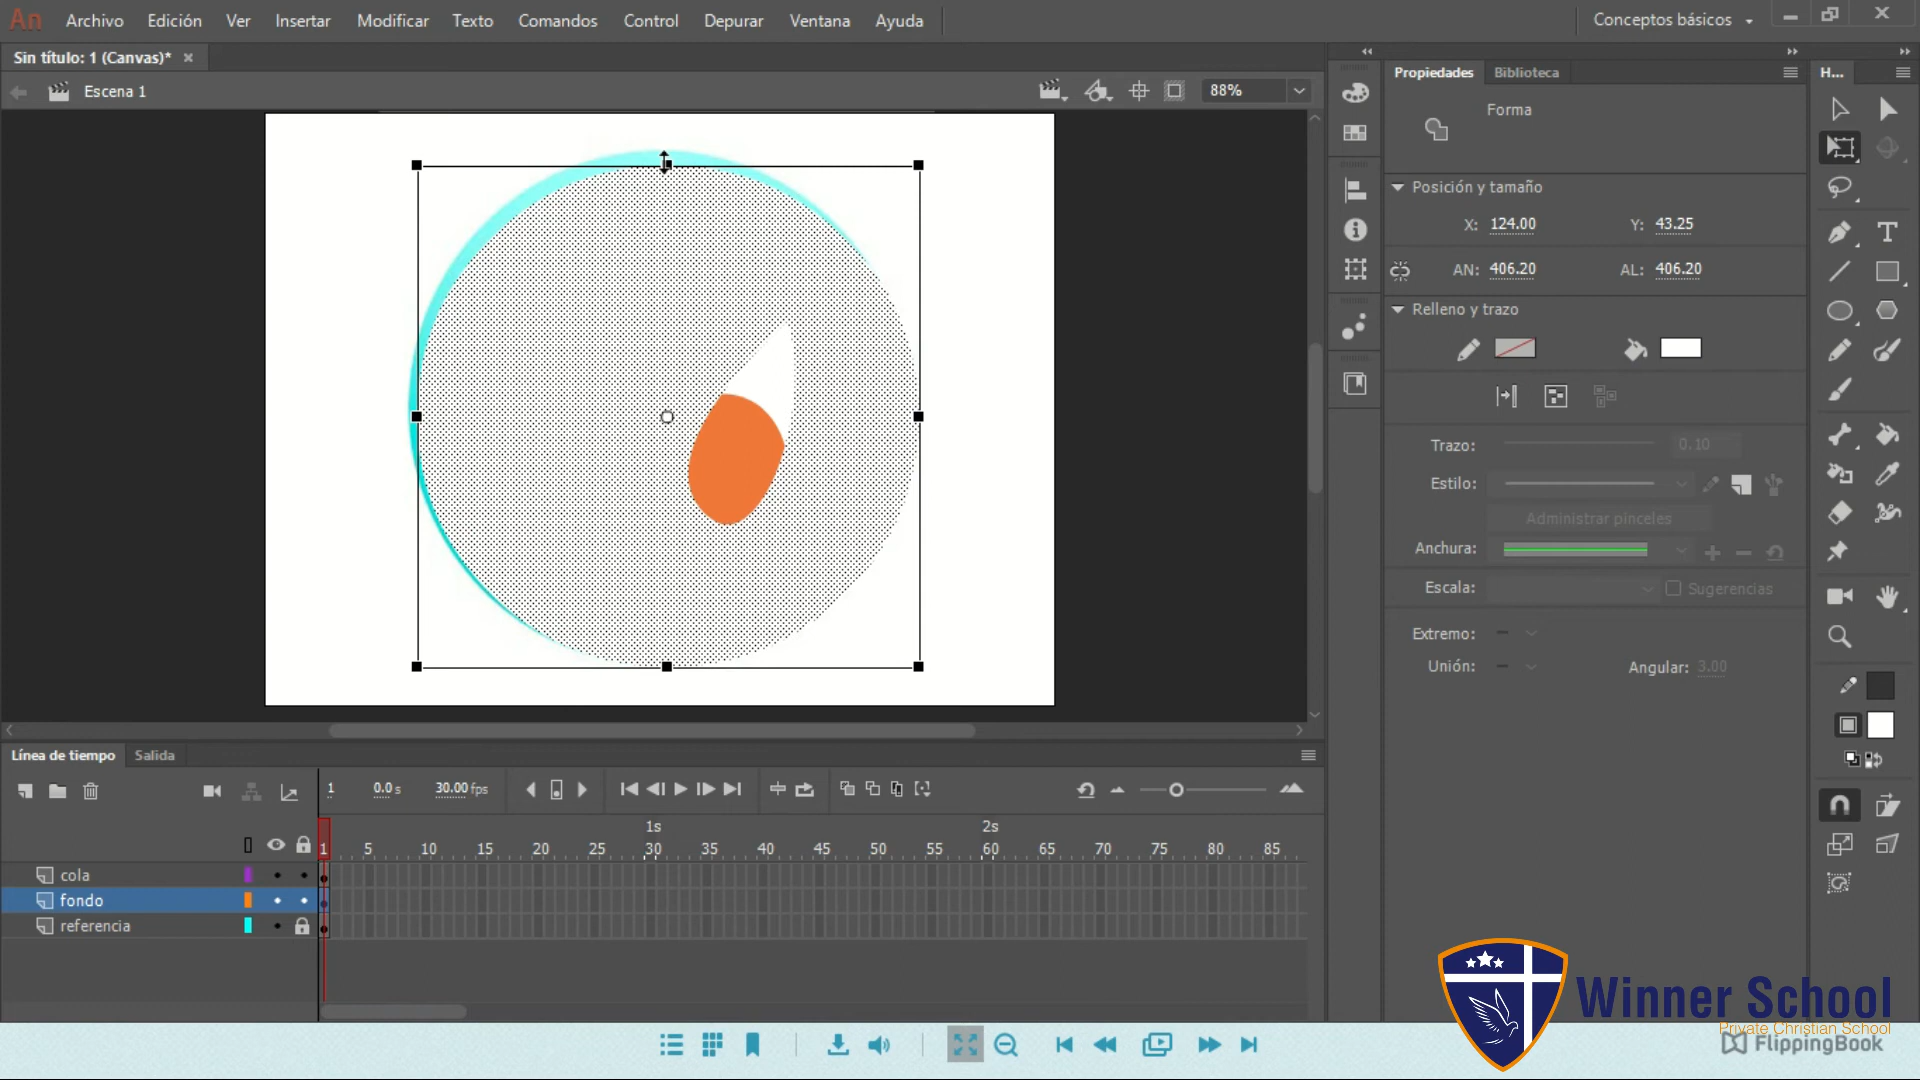 An Archivo Edición Ver Insertar Modificar Texto Comandos Control Depurar Ventana Ayuda Conceptos básicos
Sin título: 1 (Canvas)*
Escena 1 88%
Propiedades Biblioteca H...
Forma
Posición y tamaño
X: 124.00 Y: 43.25
AN: 406.20 AL: 406.20
Relleno y trazo
Trazo: 0.10
Estilo:
Administrar pinceles
Anchura:
Escala: Sugerencias
Extremo:
Unión: Angular: 3.00
Línea de tiempo Salida
1 0.0 s 30.00 fps
1s 2s
1 5 10 15 20 25 30 35 40 45 50 55 60 65 70 75 80 85
cola
fondo
referencia
Winner School
Private Christian School
FlippingBook